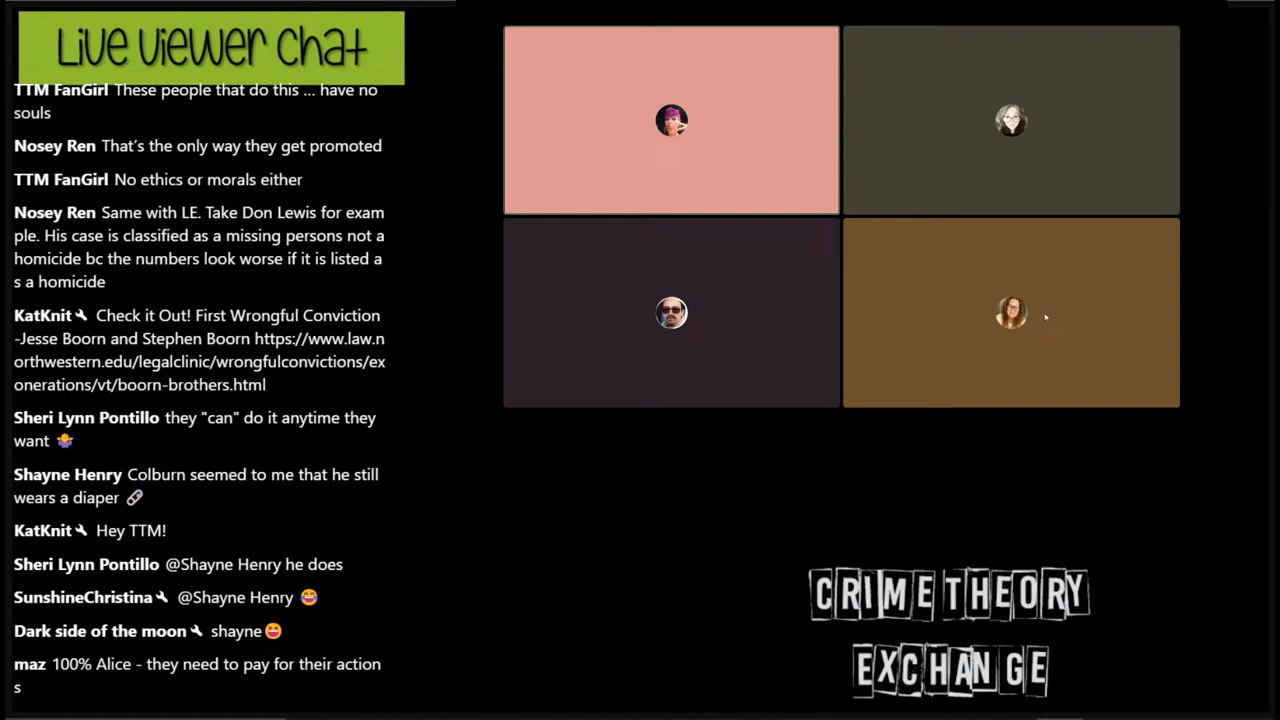 Live Viewer Chat
TTM FanGirl These people that do this ... have no
souls
Nosey Ren That's the only way they get promoted
TTM FanGirl No ethics or morals either
Nosey Ren Same with LE. Take Don Lewis for exam
ple. His case is classified as a missing persons not a
homicide bc the numbers look worse if it is listed a
s a homicide
KatKnit Check it Out! First Wrongful Conviction
-Jesse Boorn and Stephen Boorn https://www.law.n
orthwestern.edu/legalclinic/wrongfulconvictions/ex
onerations/vt/boorn-brothers.html
Sheri Lynn Pontillo they "can" do it anytime they
want 🤷
Shayne Henry Colburn seemed to me that he still
wears a diaper 🔗
KatKnit Hey TTM!
Sheri Lynn Pontillo @Shayne Henry he does
SunshineChristina @Shayne Henry 😂
Dark side of the moon shayne😆
maz 100% Alice - they need to pay for their action
s
CRIME THEORY
EXCHANGE